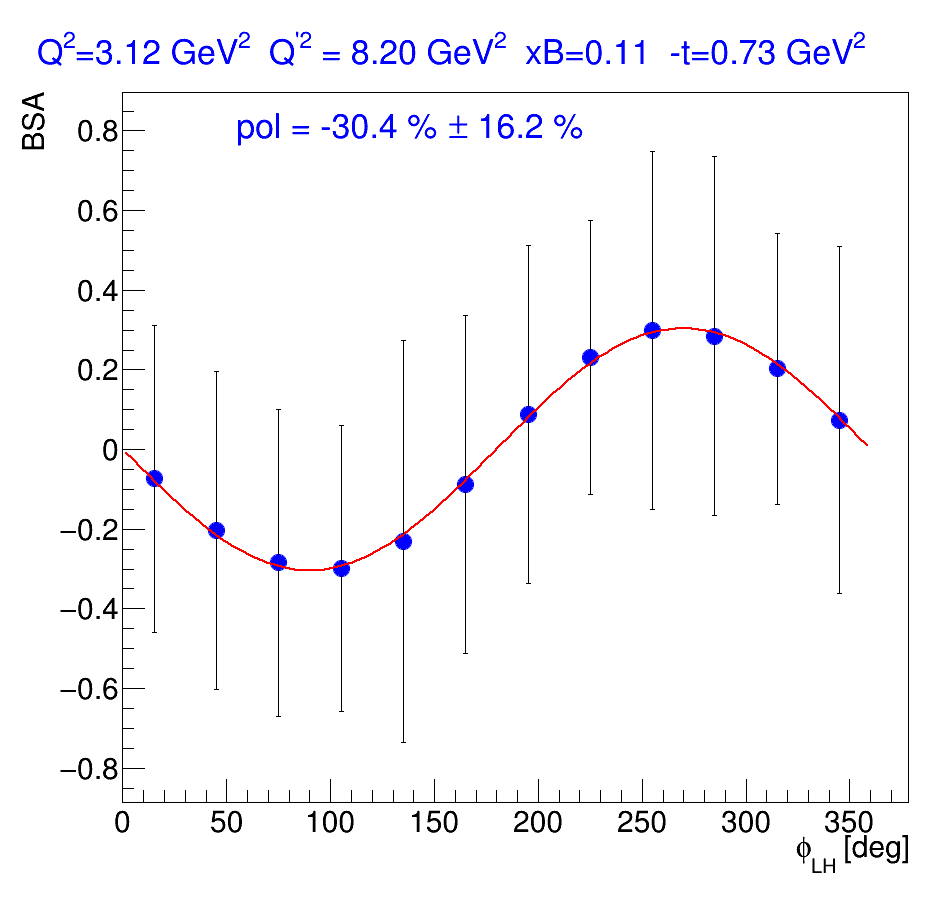 Q²=3.12 GeV² Q'² = 8.20 GeV² xB=0.11 -t=0.73 GeV²
BSA
pol = -30.4 % ± 16.2 %
0.8
0.6
0.4
0.2
0
−0.2
−0.4
−0.6
−0.8
0 50 100 150 200 250 300 350
ϕ_LH [deg]